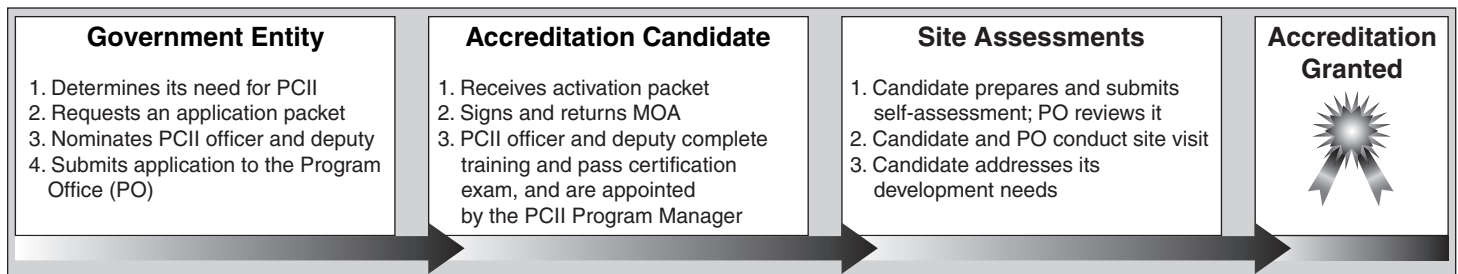 Government Entity
1. Determines its need for PCII
2. Requests an application packet
3. Nominates PCII officer and deputy
4. Submits application to the Program
Office (PO)
Accreditation Candidate
1. Receives activation packet
2. Signs and returns MOA
3. PCII officer and deputy complete
training and pass certification
exam, and are appointed
by the PCII Program Manager
Site Assessments
1. Candidate prepares and submits
self-assessment; PO reviews it
2. Candidate and PO conduct site visit
3. Candidate addresses its
development needs
Accreditation
Granted